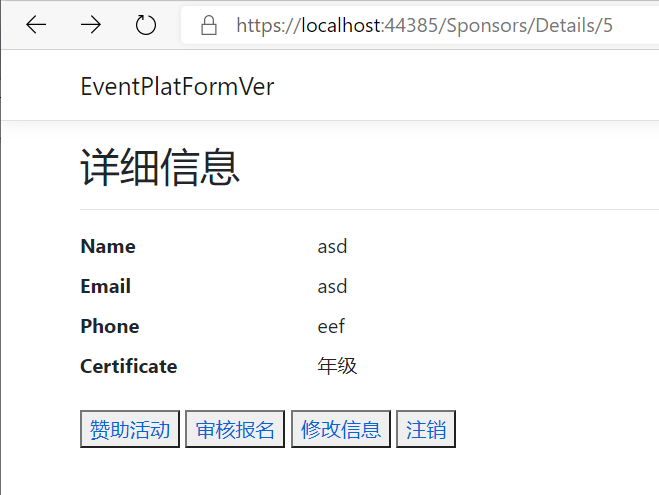 https://localhost:44385/Sponsors/Details/5
EventPlatFormVer
详细信息
Name asd
Email asd
Phone eef
Certificate 年级
赞助活动 审核报名 修改信息 注销